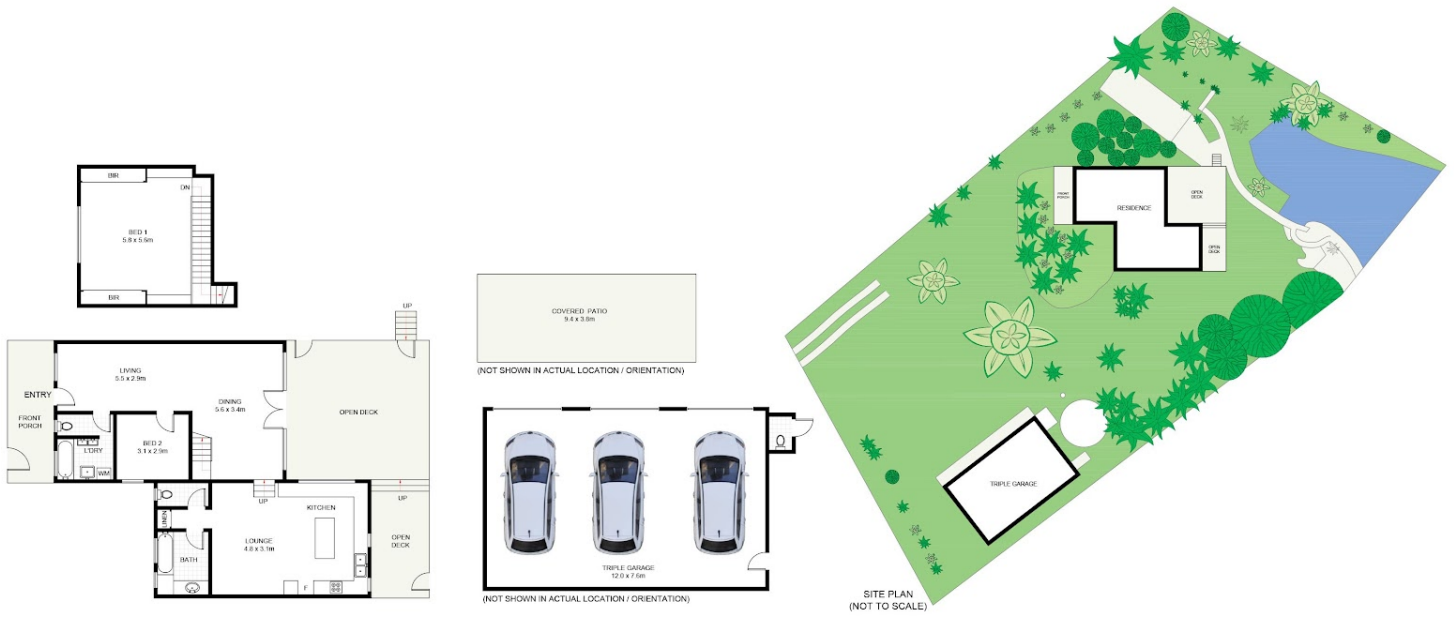 BIR
DN
BED 1
5.8 x 5.6m
BIR
UP
LIVING
5.5 x 2.9m
ENTRY
DINING
5.6 x 3.4m
FRONT
PORCH
OPEN DECK
BED 2
3.1 x 2.9m
L'DRY
WM
UP
KITCHEN
UP
LINEN
LOUNGE
4.8 x 3.1m
OPEN
DECK
BATH
F
COVERED PATIO
9.4 x 3.8m
(NOT SHOWN IN ACTUAL LOCATION / ORIENTATION)
TRIPLE GARAGE
12.0 x 7.6m
(NOT SHOWN IN ACTUAL LOCATION / ORIENTATION)
FRONT
PORCH
RESIDENCE
OPEN
DECK
OPEN
DECK
TRIPLE GARAGE
SITE PLAN
(NOT TO SCALE)